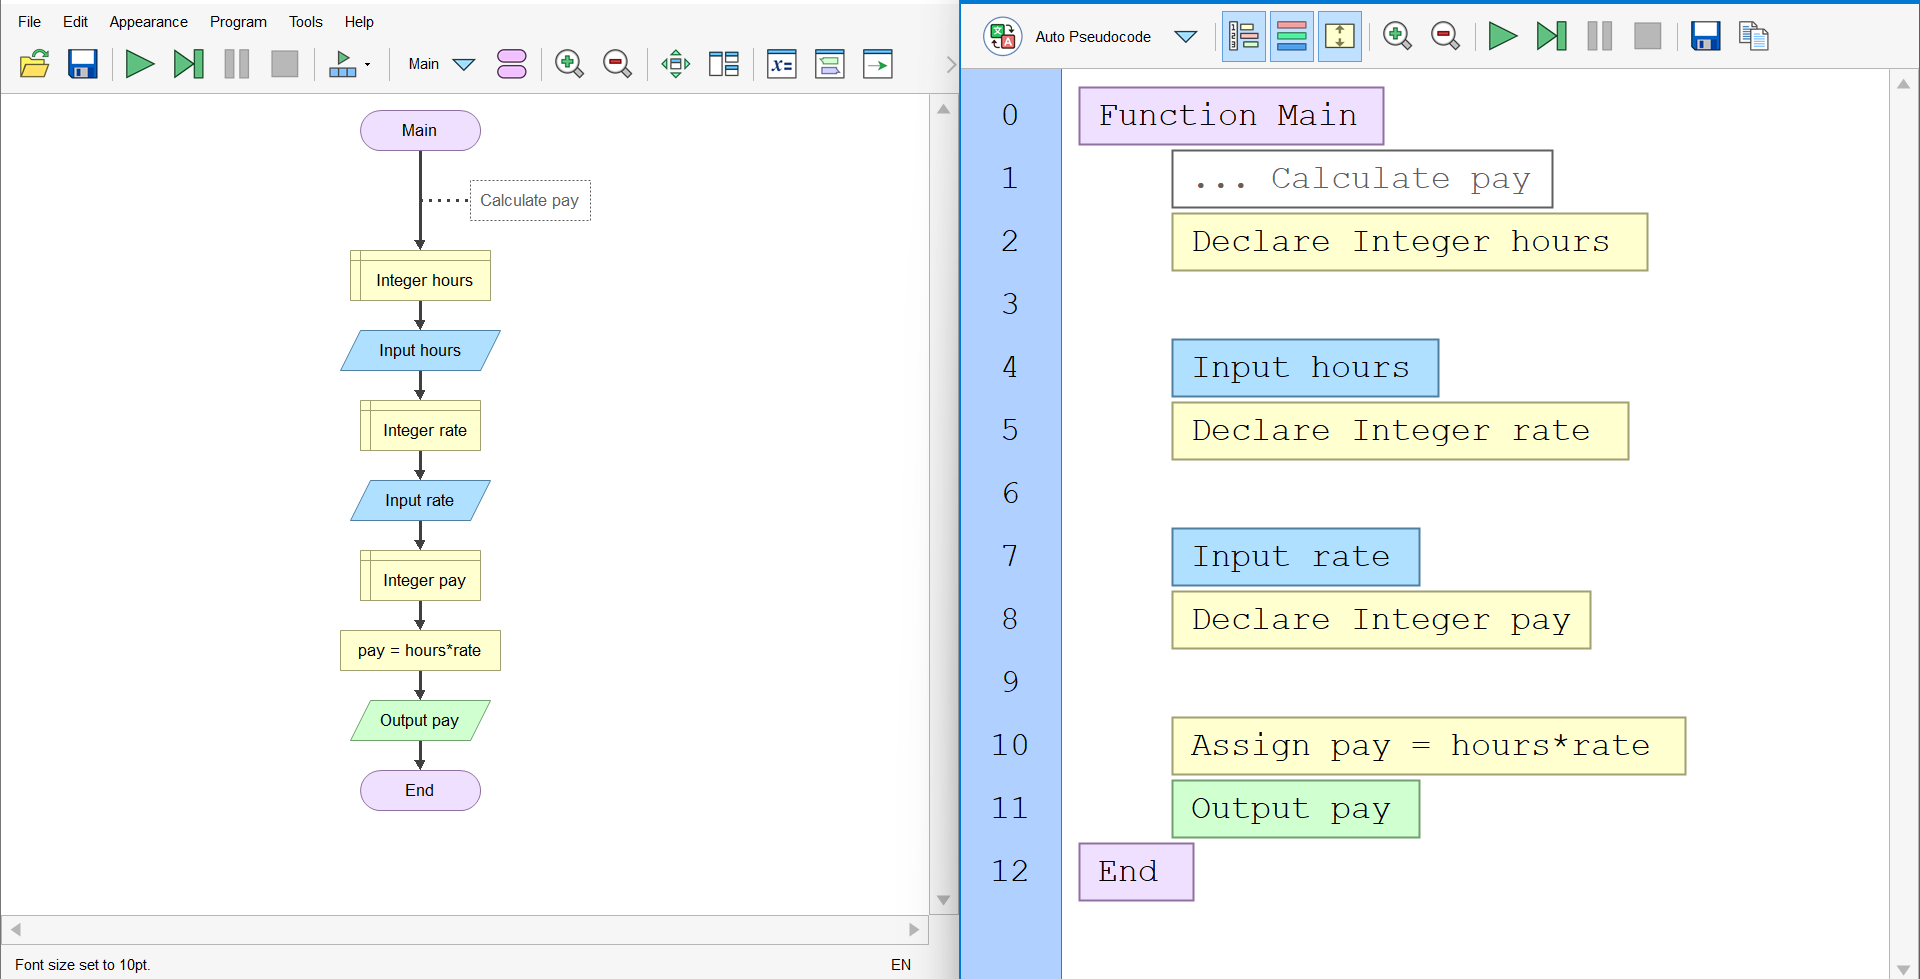 File Edit Appearance Program Tools Help
Main
Main
Calculate pay
Integer hours
Input hours
Integer rate
Input rate
Integer pay
pay = hours*rate
Output pay
End
Font size set to 10pt.
EN
Auto Pseudocode
0 Function Main
1 ... Calculate pay
2 Declare Integer hours
3
4 Input hours
5 Declare Integer rate
6
7 Input rate
8 Declare Integer pay
9
10 Assign pay = hours*rate
11 Output pay
12 End